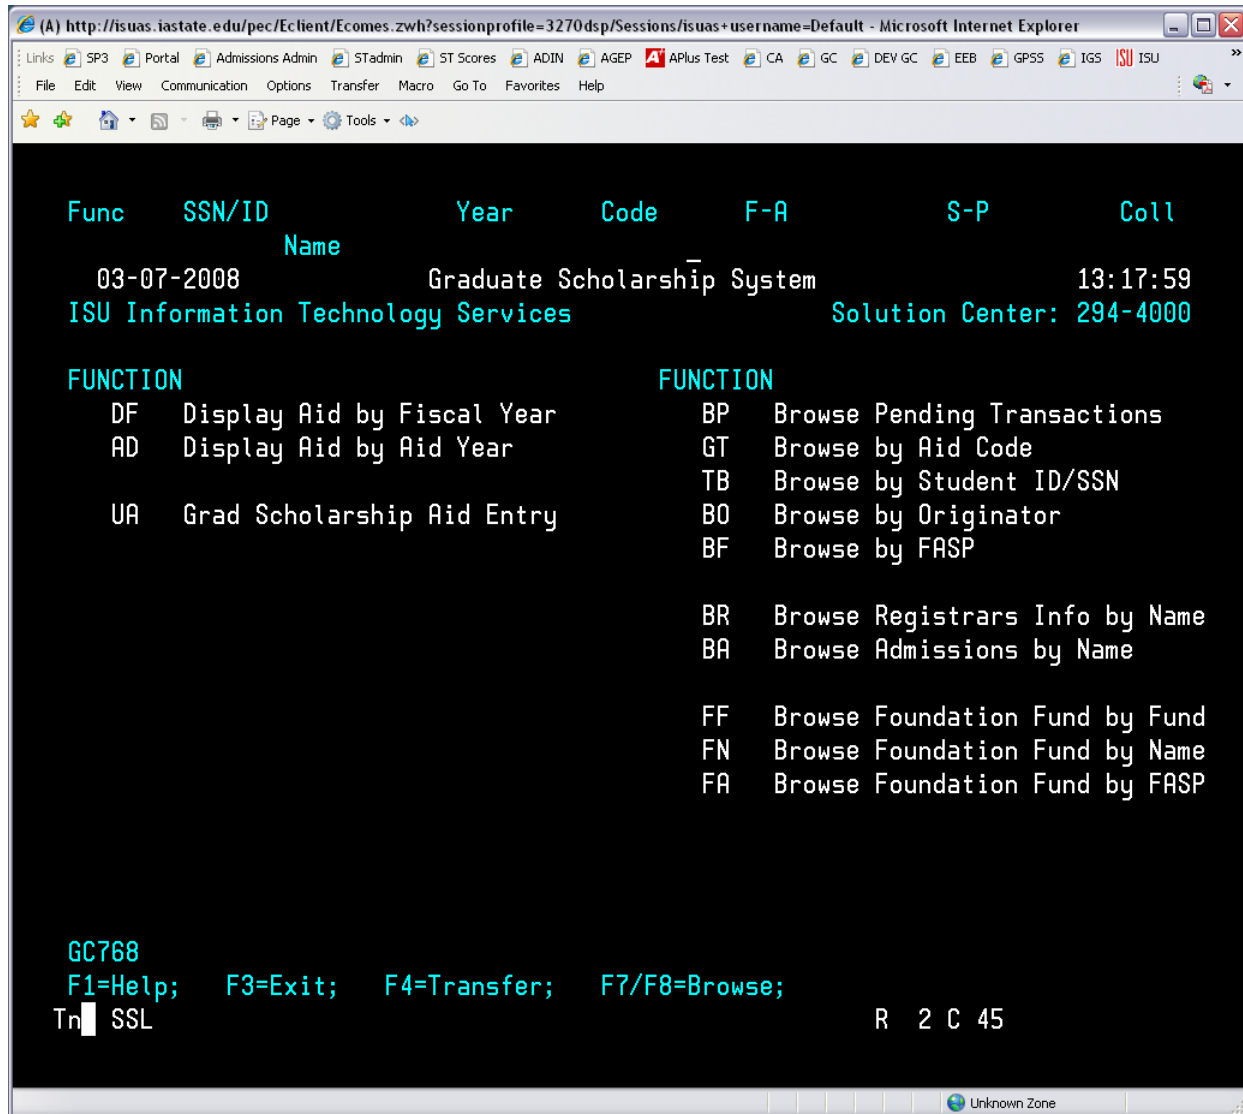 (A) http://isuas.iastate.edu/pec/Eclient/Ecomes.zwh?sessionprofile=3270dsp/Sessions/isuas+username=Default - Microsoft Internet Explorer
Links SP3 Portal Admissions Admin STadmin ST Scores ADIN AGEP APlus Test CA GC DEV GC EEB GPSS IGS ISU »
File Edit View Communication Options Transfer Macro Go To Favorites Help
Page Tools
Func SSN/ID Year Code F-A S-P Coll
Name
03-07-2008 Graduate Scholarship System 13:17:59
ISU Information Technology Services Solution Center: 294-4000
FUNCTION FUNCTION
DF Display Aid by Fiscal Year BP Browse Pending Transactions
AD Display Aid by Aid Year GT Browse by Aid Code
TB Browse by Student ID/SSN
UA Grad Scholarship Aid Entry BO Browse by Originator
BF Browse by FASP
BR Browse Registrars Info by Name
BA Browse Admissions by Name
FF Browse Foundation Fund by Fund
FN Browse Foundation Fund by Name
FA Browse Foundation Fund by FASP
GC768
F1=Help; F3=Exit; F4=Transfer; F7/F8=Browse;
Tn SSL R 2 C 45
Unknown Zone